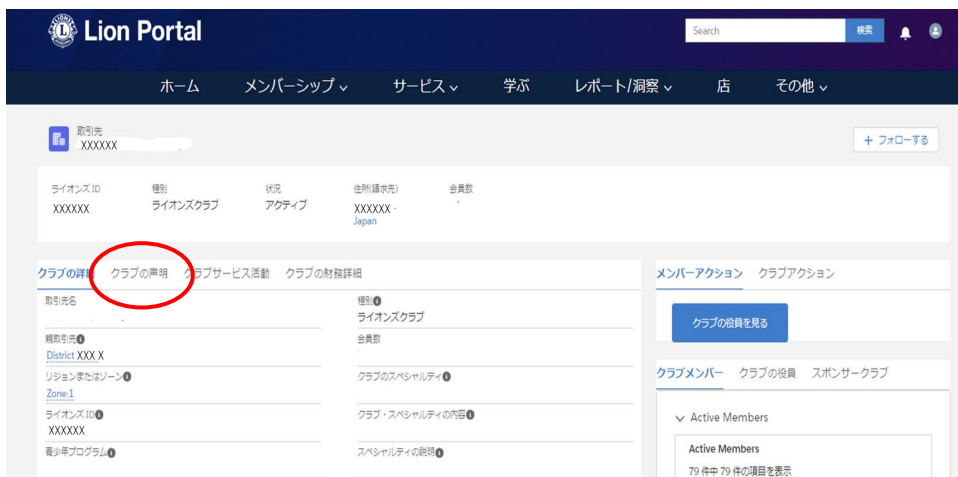 Lion Portal
Search 検索
ホーム メンバーシップ サービス 学ぶ レポート/洞察 店 その他
取引先
XXXXXX
+ フォローする
ライオンズ ID 種別 状況 住所(請求先) 会員数
XXXXXX ライオンズクラブ アクティブ XXXXXX -
Japan
クラブの詳細 クラブの声明 クラブサービス活動 クラブの財務詳細
メンバーアクション クラブアクション
取引先名 種別
ライオンズクラブ
クラブの役員を見る
親取引先 会員数
District XXX X
リジョンまたはゾーン クラブのスペシャルティ
Zone:1
クラブメンバー クラブの役員 スポンサークラブ
ライオンズ ID クラブ・スペシャルティの内容
XXXXXX
Active Members
青少年プログラム スペシャルティの説明
Active Members
79 件中 79 件の項目を表示